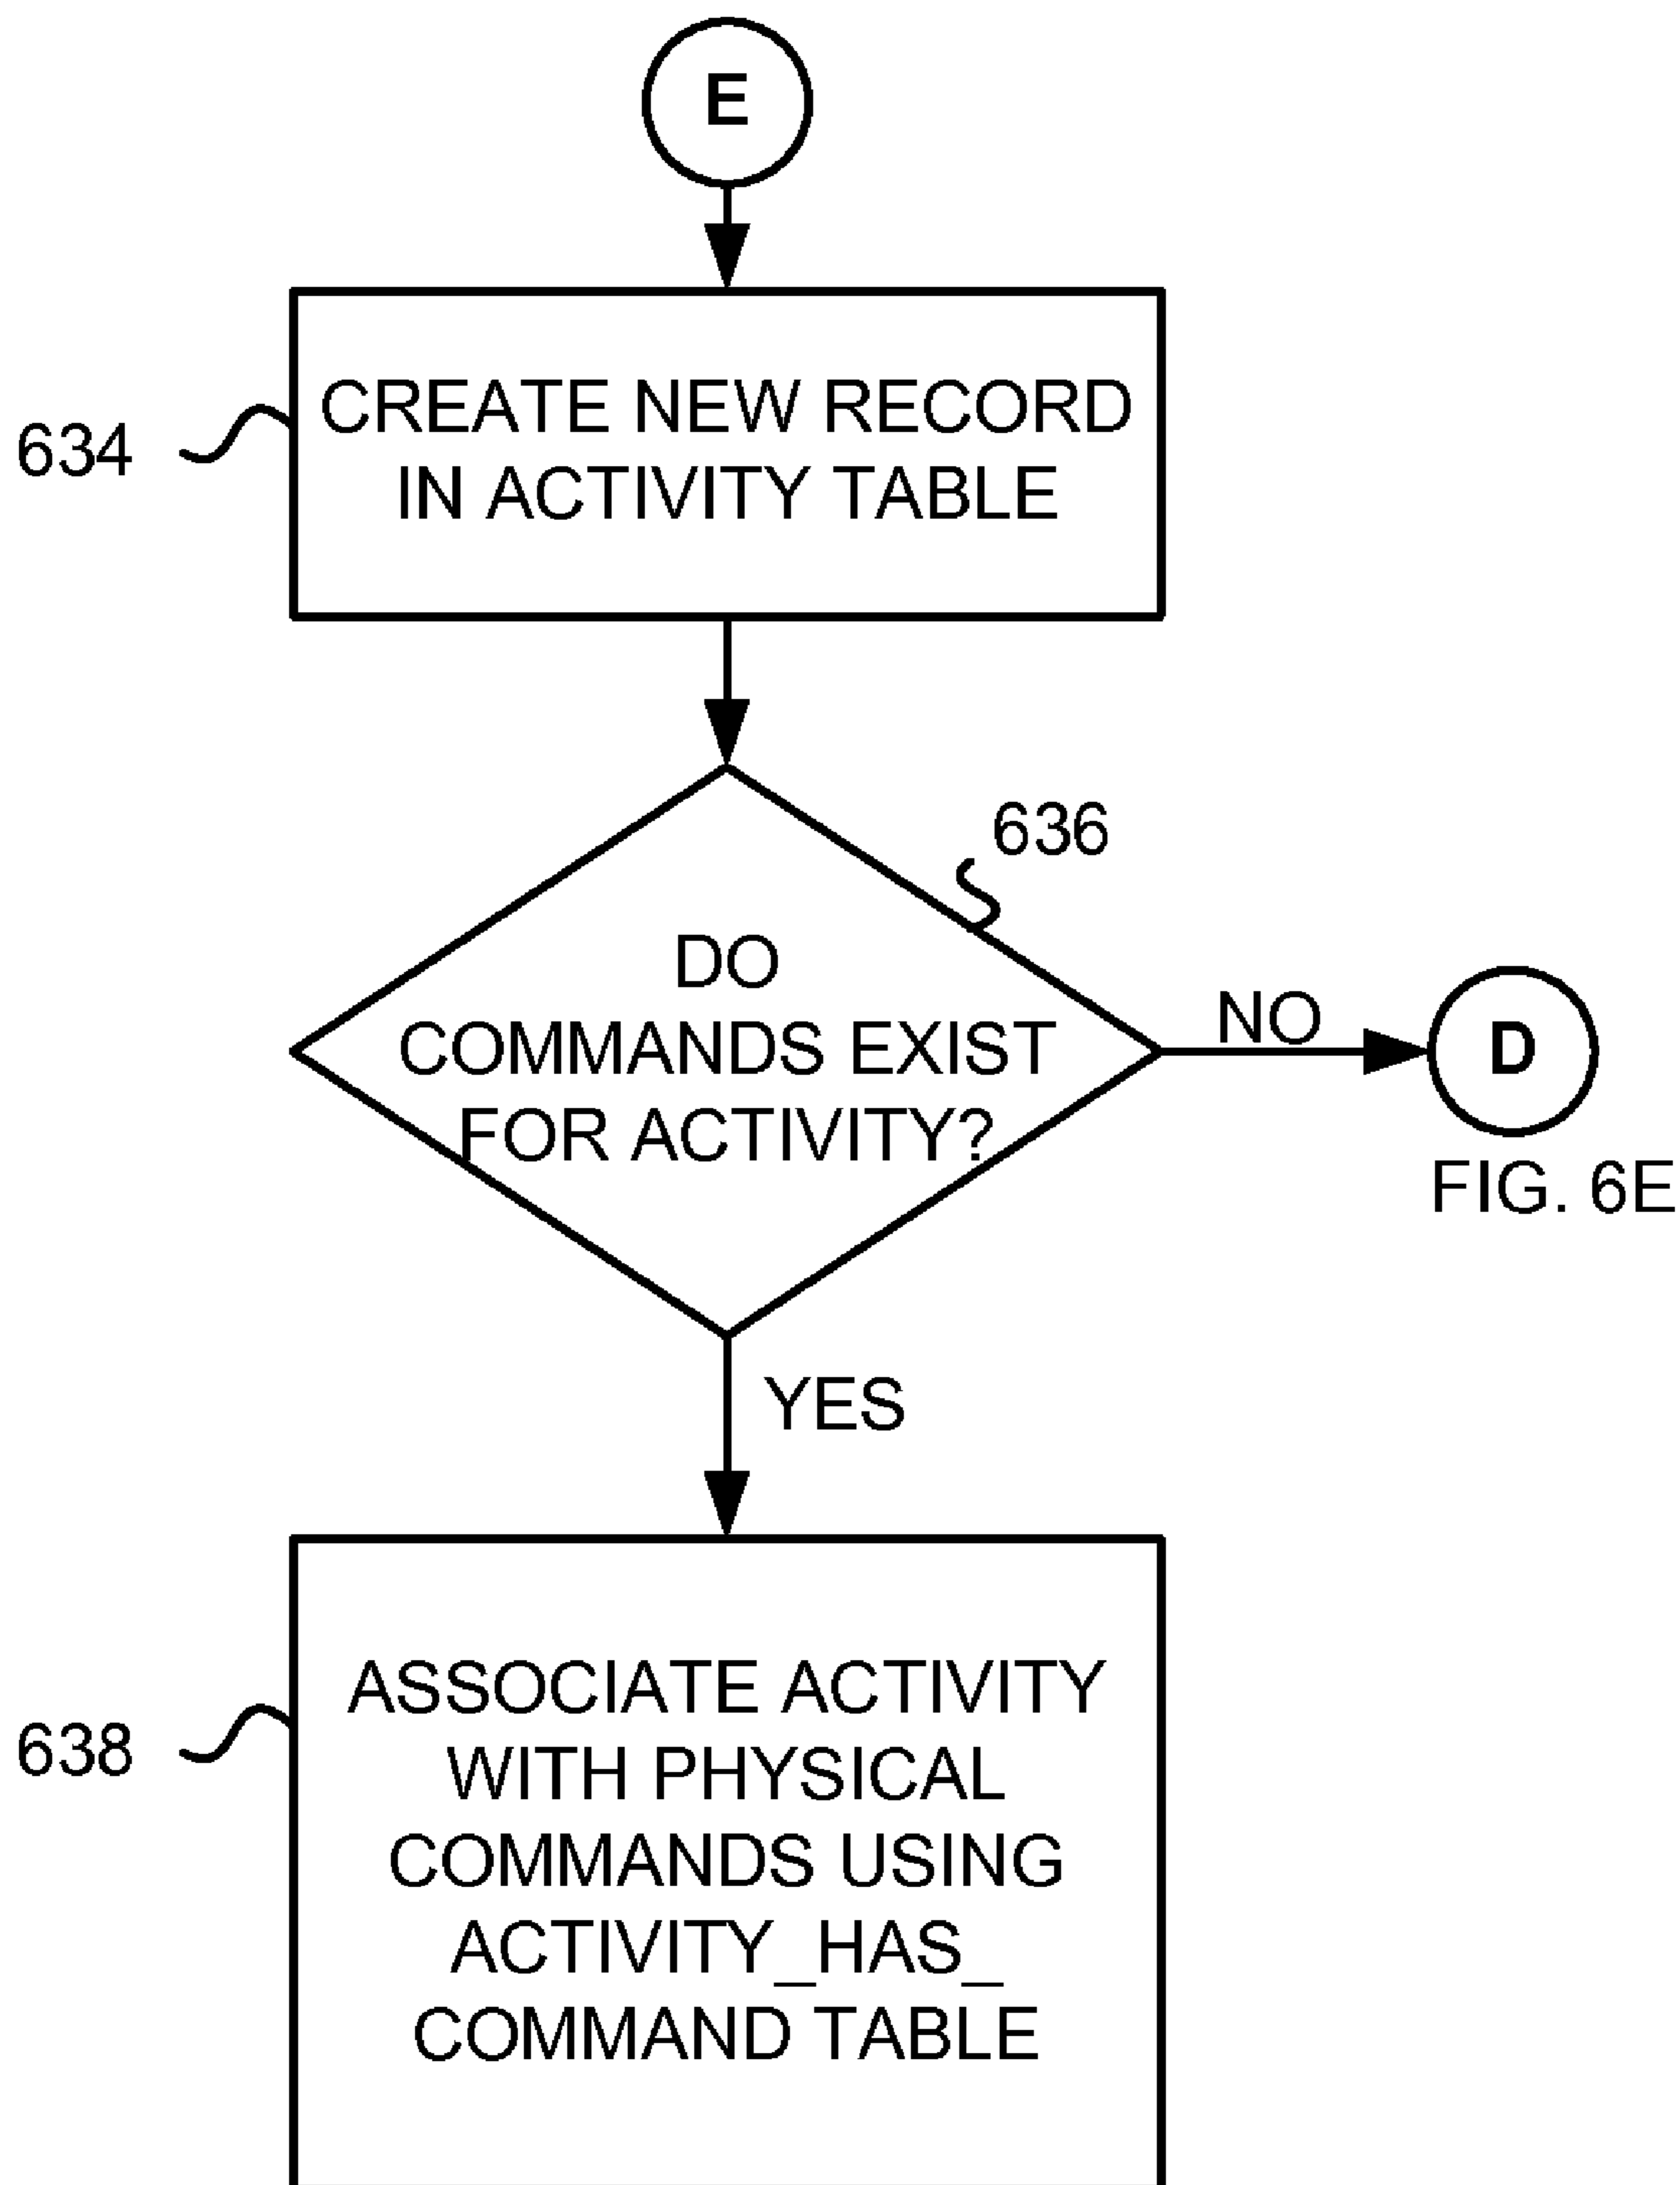 E
CREATE NEW RECORD
IN ACTIVITY TABLE
634
636
DO
COMMANDS EXIST
FOR ACTIVITY?
NO
D
FIG. 6E
YES
ASSOCIATE ACTIVITY
WITH PHYSICAL
COMMANDS USING
ACTIVITY_HAS_
COMMAND TABLE
638